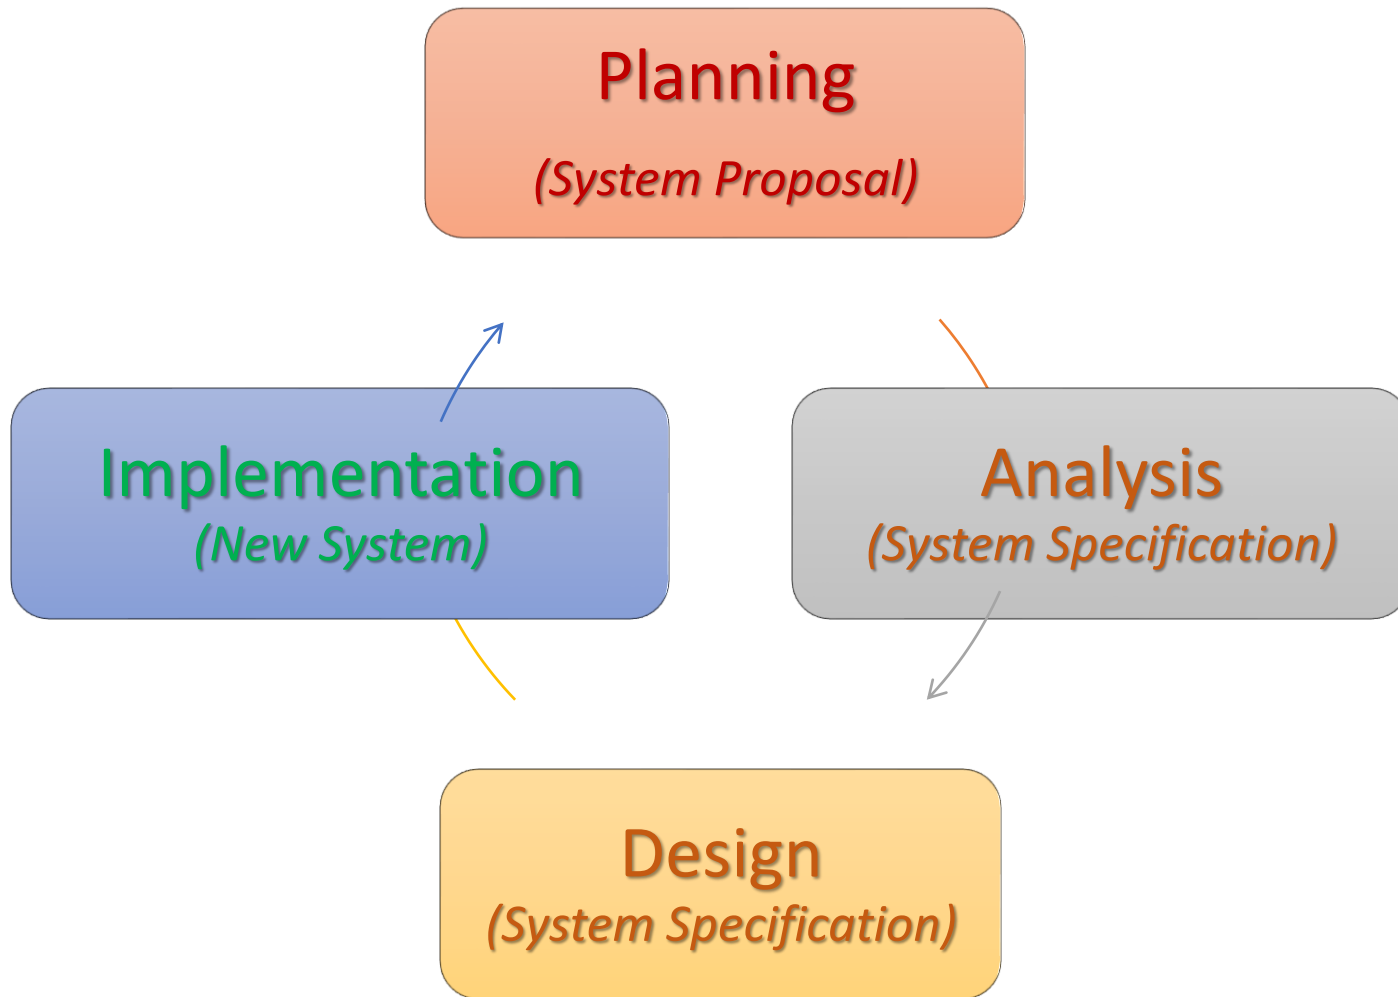 Planning
(System Proposal)
Implementation
(New System)
Analysis
(System Specification)
Design
(System Specification)